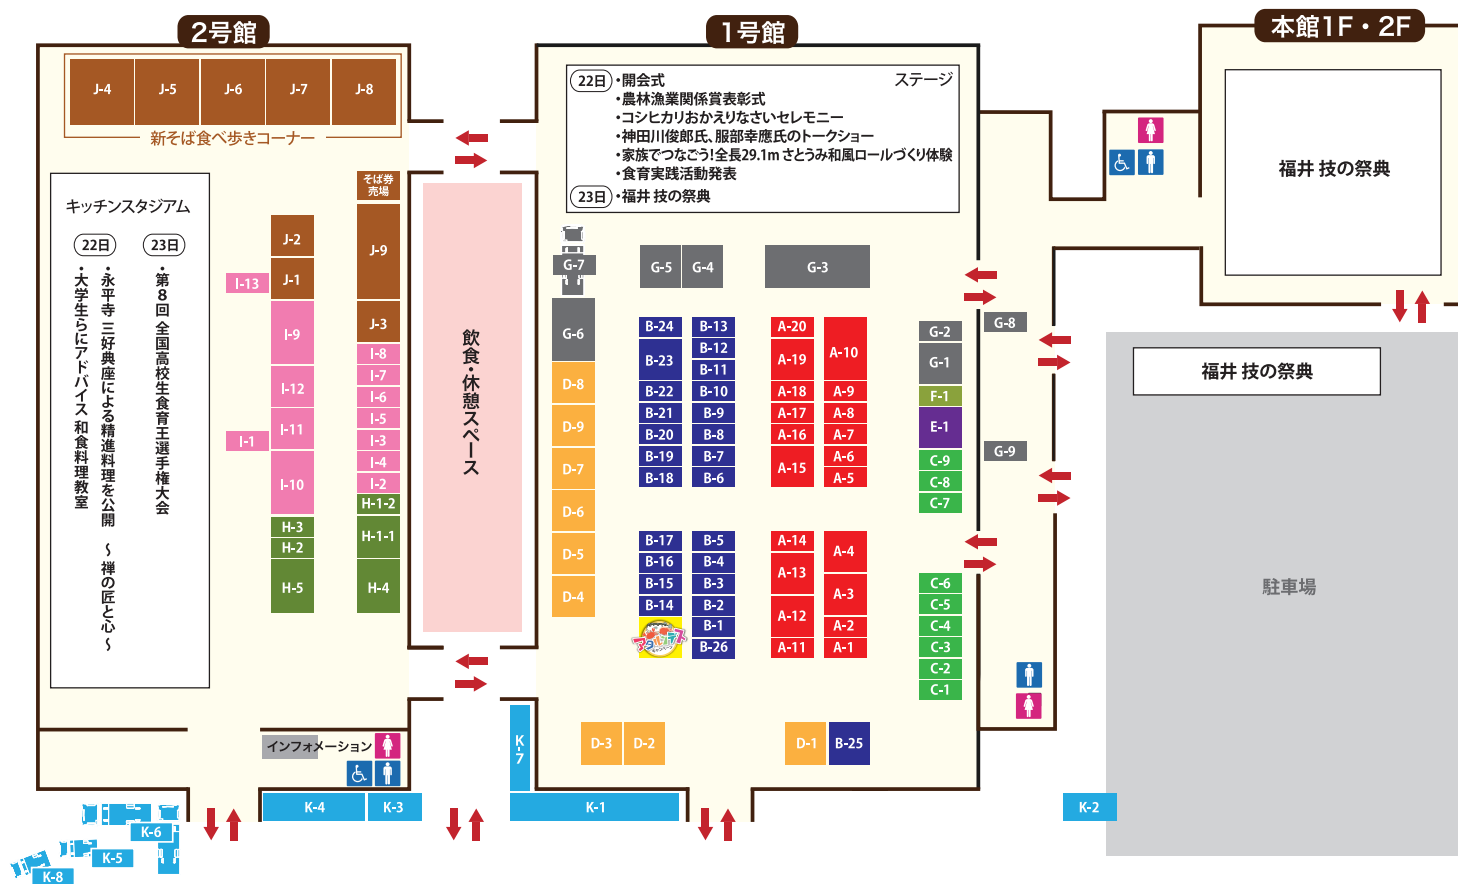 2号館
1号館
本館1F・2F
J-4
J-5
J-6
J-7
J-8
新そば食べ歩きコーナー
キッチンスタジアム
23日
・第8回 全国高校生食育王選手権大会
22日
・永平寺 三好典座による精進料理を公開 ～禅の匠と心～
・大学生らにアドバイス 和食料理教室
そば券
売場
J-2
J-1
I-13
I-9
I-12
I-11
I-1
I-10
H-3
H-2
H-5
J-9
J-3
I-8
I-7
I-6
I-5
I-3
I-4
I-2
H-1-2
H-1-1
H-4
飲食・休憩スペース
インフォメーション
K-4
K-3
K-6
K-5
K-8
K-7
K-1
K-2
ステージ
22日
・開会式
・農林漁業関係賞表彰式
・コシヒカリおかえりなさいセレモニー
・神田川俊郎氏、服部幸應氏のトークショー
・家族でつなごう!全長29.1m さとうみ和風ロールづくり体験
・食育実践活動発表
23日
・福井 技の祭典
G-7
G-5
G-4
G-3
G-6
D-8
D-9
D-7
D-6
D-5
D-4
B-24
B-23
B-22
B-21
B-20
B-19
B-18
B-13
B-12
B-11
B-10
B-9
B-8
B-7
B-6
A-20
A-19
A-18
A-17
A-16
A-15
A-10
A-9
A-8
A-7
A-6
A-5
G-2
G-1
F-1
E-1
C-9
C-8
C-7
G-8
G-9
B-17
B-16
B-15
B-14
B-5
B-4
B-3
B-2
B-1
B-26
A-14
A-13
A-12
A-11
A-4
A-3
A-2
A-1
C-6
C-5
C-4
C-3
C-2
C-1
D-3
D-2
D-1
B-25
福井 技の祭典
福井 技の祭典
駐車場